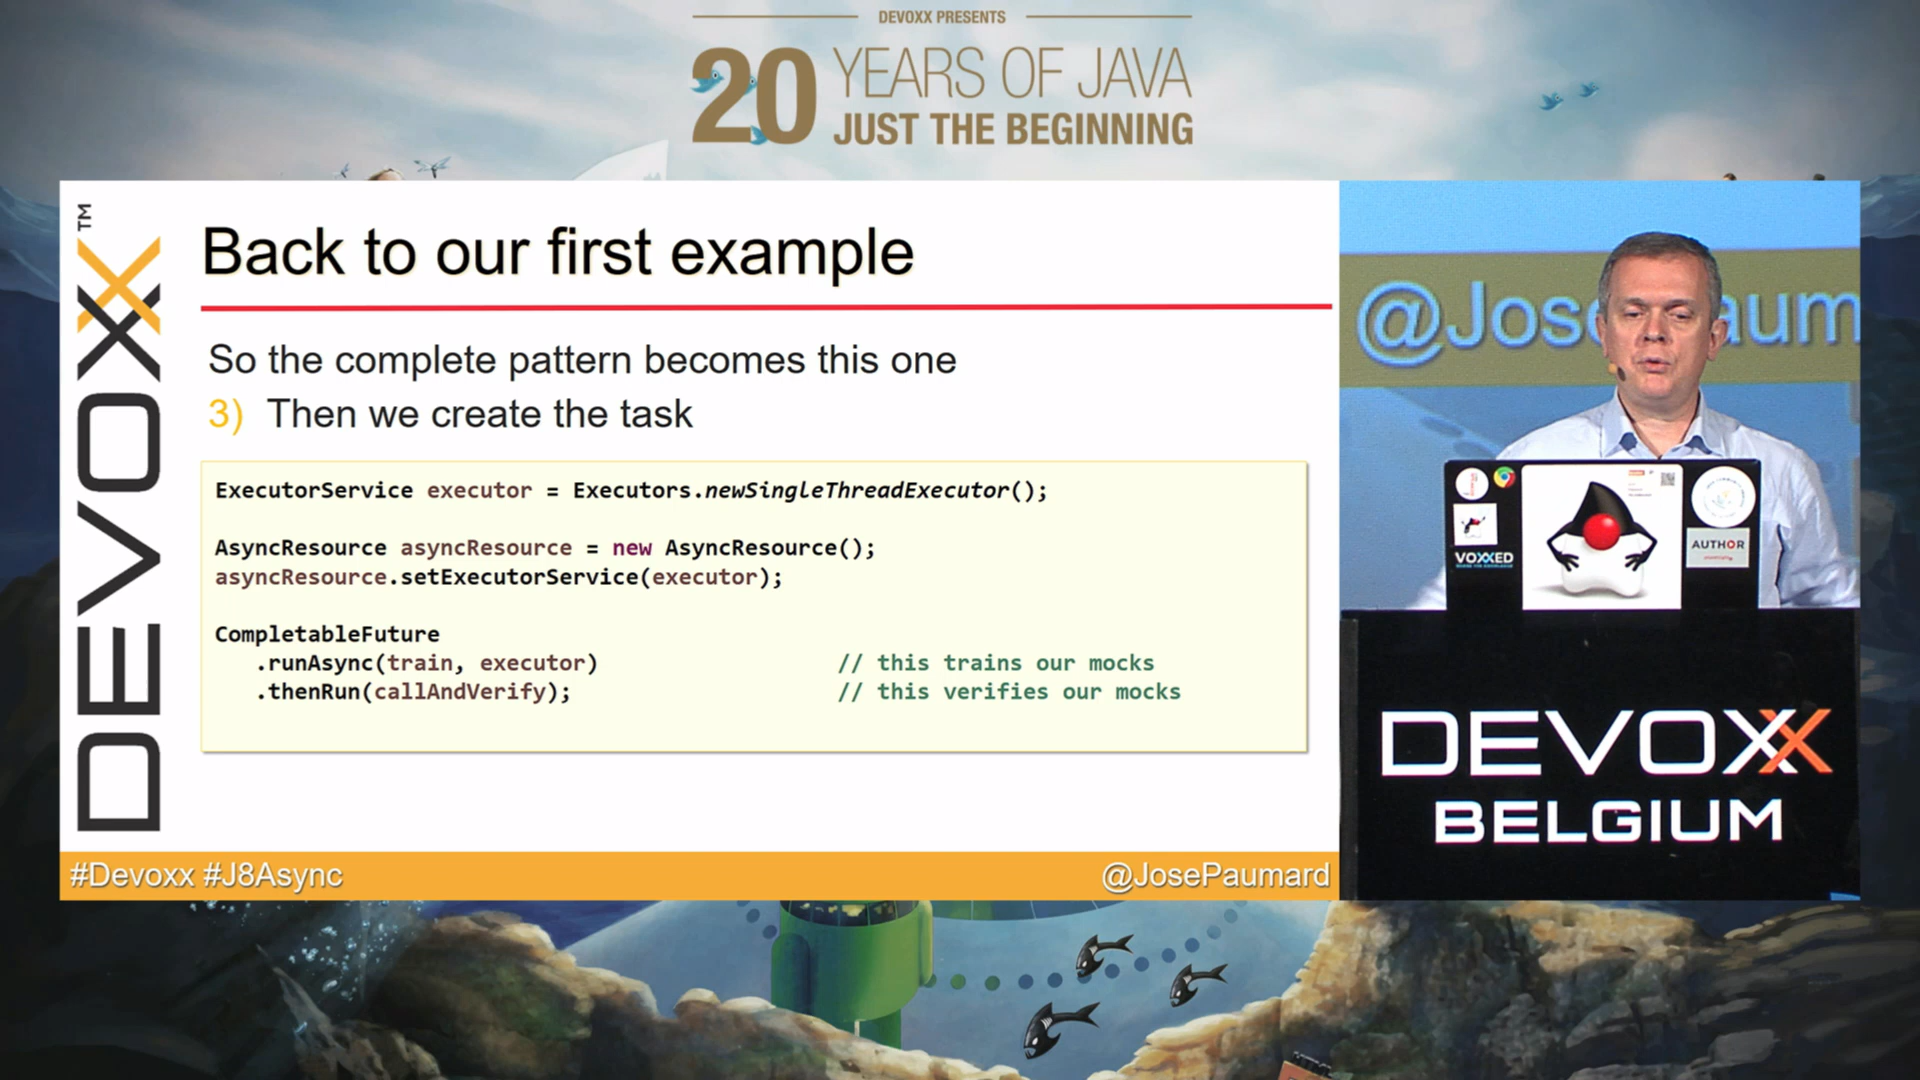 DEVOXX PRESENTS
20 YEARS OF JAVA
JUST THE BEGINNING
DEVOXX™
Back to our first example
So the complete pattern becomes this one
3) Then we create the task
ExecutorService executor = Executors.newSingleThreadExecutor();
AsyncResource asyncResource = new AsyncResource();
asyncResource.setExecutorService(executor);
CompletableFuture
.runAsync(train, executor) // this trains our mocks
.thenRun(callAndVerify); // this verifies our mocks
#Devoxx #J8Async
@JosePaumard
@Jose aum
VOXXED
AUTHOR
DEVOXX
BELGIUM